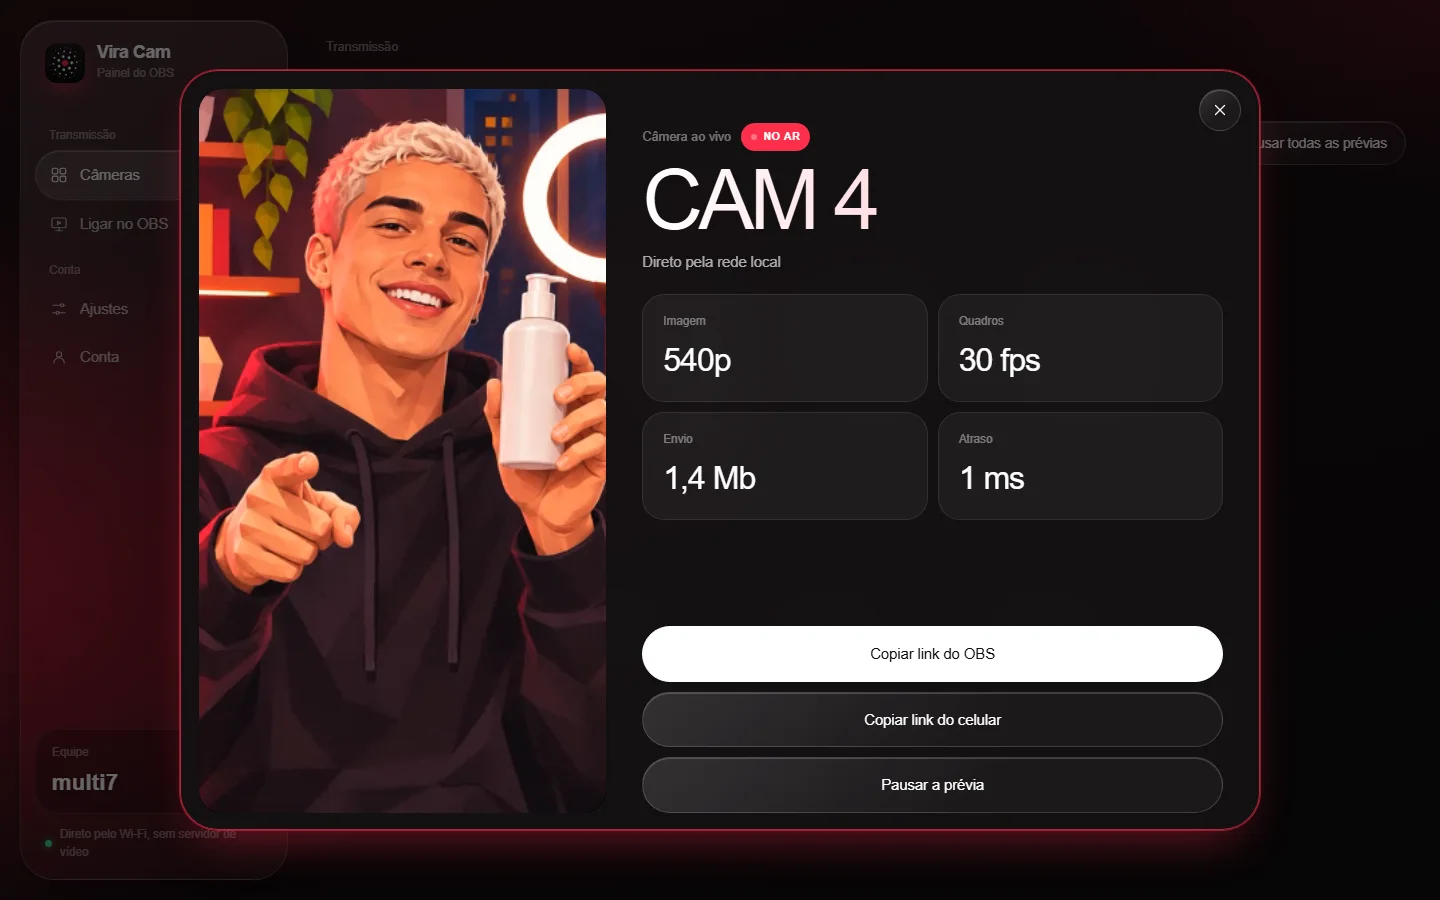 Vira Cam
Painel do OBS
Transmissão
Câmeras
Ligar no OBS
Conta
Ajustes
Conta
Equipe
multi7
Direto pelo Wi-Fi, sem servidor de
vídeo
Transmissão
usar todas as prévias
Câmera ao vivo
NO AR
CAM 4
Direto pela rede local
Imagem
540p
Quadros
30 fps
Envio
1,4 Mb
Atraso
1 ms
Copiar link do OBS
Copiar link do celular
Pausar a prévia